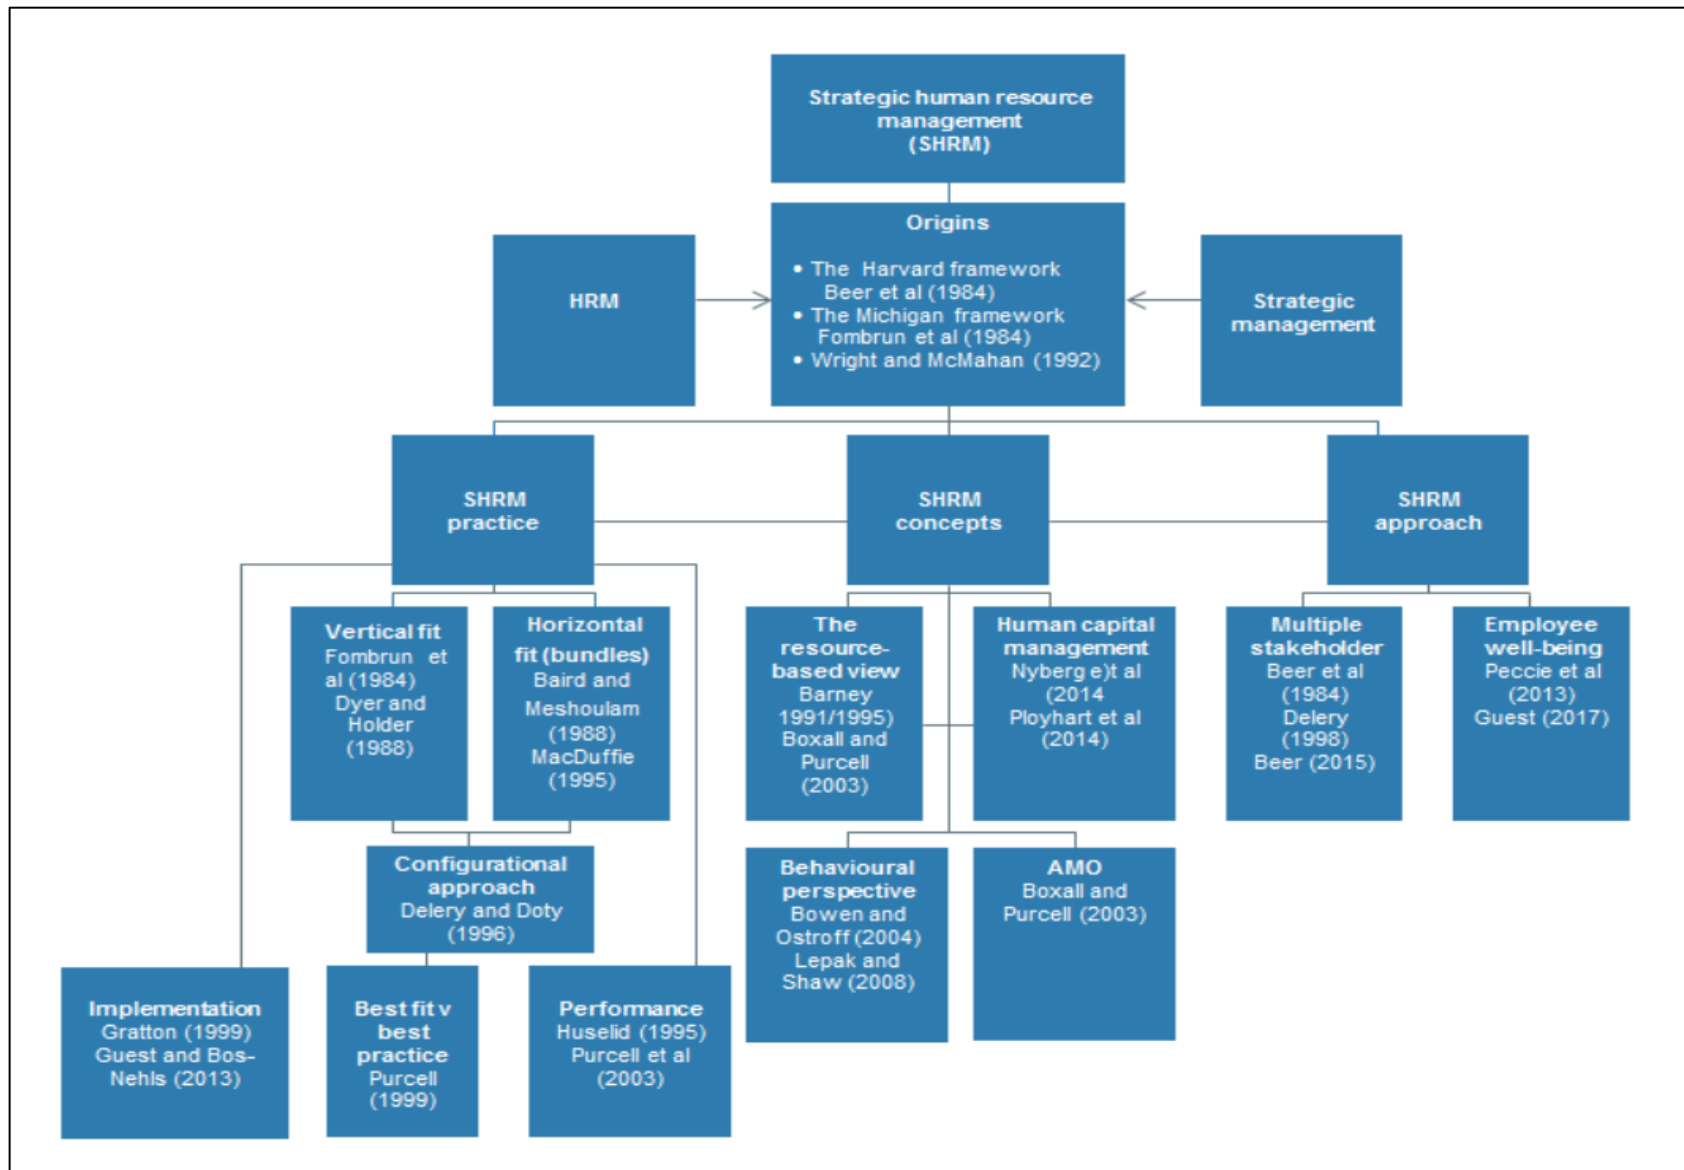 Strategic human resource
management
(SHRM)
Origins
• The Harvard framework
Beer et al (1984)
• The Michigan framework
Fombrun et al (1984)
• Wright and McMahan (1992)
HRM
Strategic
management
SHRM
practice
SHRM
concepts
SHRM
approach
Vertical fit
Fombrun et
al (1984)
Dyer and
Holder
(1988)
Horizontal
fit (bundles)
Baird and
Meshoulam
(1988)
MacDuffie
(1995)
The
resource-
based view
Barney
1991/1995)
Boxall and
Purcell
(2003)
Human capital
management
Nyberg e)t al
(2014
Ployhart et al
(2014)
Multiple
stakeholder
Beer et al
(1984)
Delery
(1998)
Beer (2015)
Employee
well-being
Peccie et al
(2013)
Guest (2017)
Configurational
approach
Delery and Doty
(1996)
Behavioural
perspective
Bowen and
Ostroff (2004)
Lepak and
Shaw (2008)
AMO
Boxall and
Purcell (2003)
Implementation
Gratton (1999)
Guest and Bos-
Nehls (2013)
Best fit v
best
practice
Purcell
(1999)
Performance
Huselid (1995)
Purcell et al
(2003)